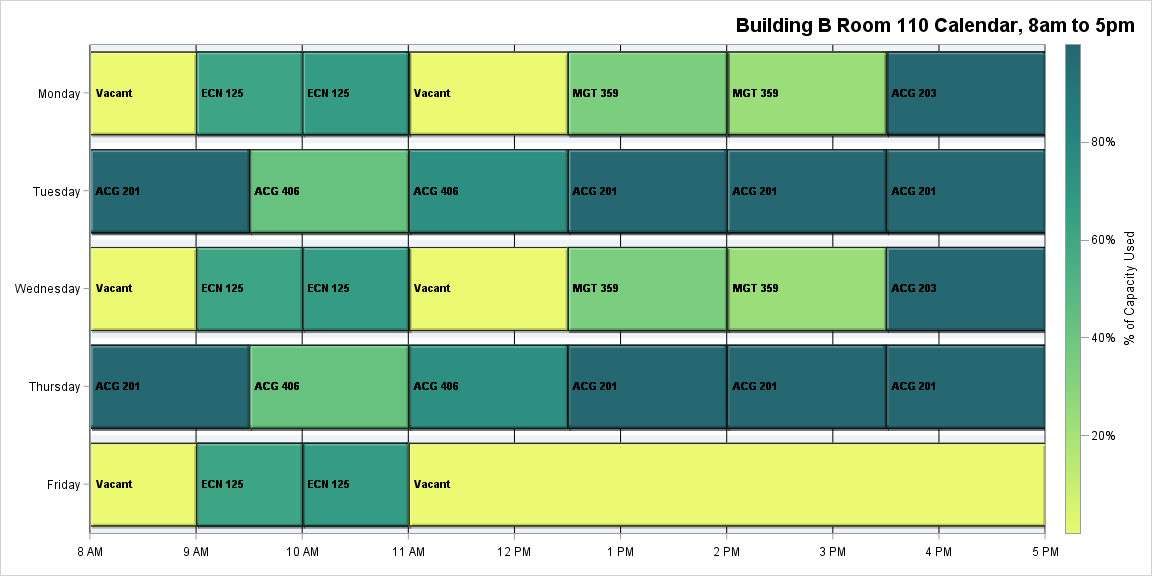 Building B Room 110 Calendar, 8am to 5pm
Monday
Vacant
ECN 125
ECN 125
Vacant
MGT 359
MGT 359
ACG 203
Tuesday
ACG 201
ACG 406
ACG 406
ACG 201
ACG 201
ACG 201
Wednesday
Vacant
ECN 125
ECN 125
Vacant
MGT 359
MGT 359
ACG 203
Thursday
ACG 201
ACG 406
ACG 406
ACG 201
ACG 201
ACG 201
Friday
Vacant
ECN 125
ECN 125
Vacant
8 AM
9 AM
10 AM
11 AM
12 PM
1 PM
2 PM
3 PM
4 PM
5 PM
80%
60%
40%
20%
% of Capacity Used